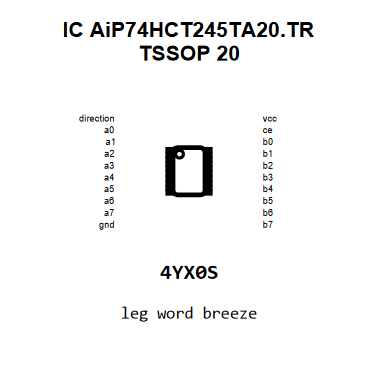 IC AiP74HCT245TA20.TR
TSSOP 20
direction vcc
a0 ce
a1 b0
a2 b1
a3 b2
a4 b3
a5 b4
a6 b5
a7 b6
gnd b7
4YX0S
leg word breeze